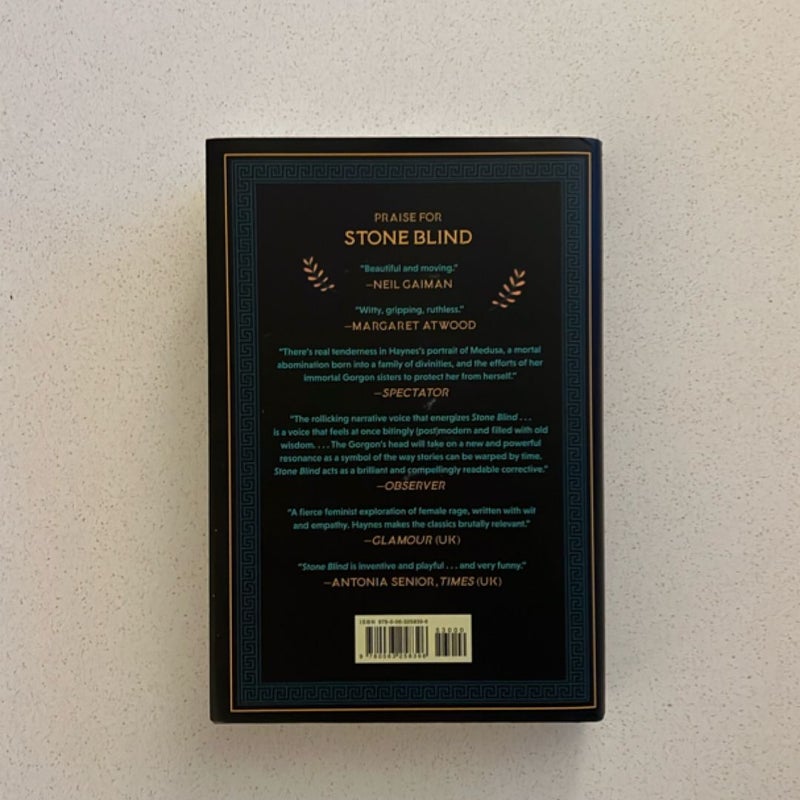 PRAISE FOR
STONE BLIND
"Beautiful and moving."
—NEIL GAIMAN
"Witty, gripping, ruthless."
—MARGARET ATWOOD
"There's real tenderness in Haynes's portrait of Medusa, a mortal
abomination born into a family of divinities, and the efforts of her
immortal Gorgon sisters to protect her from herself."
—SPECTATOR
"The rollicking narrative voice that energizes Stone Blind . . .
is a voice that feels at once bitingly (post)modern and filled with old
wisdom. . . . The Gorgon's head will take on a new and powerful
resonance as a symbol of the way stories can be warped by time.
Stone Blind acts as a brilliant and compellingly readable corrective."
—OBSERVER
"A fierce feminist exploration of female rage, written with wit
and empathy. Haynes makes the classics brutally relevant."
—GLAMOUR (UK)
"Stone Blind is inventive and playful . . . and very funny."
—ANTONIA SENIOR, TIMES (UK)
ISBN
53000